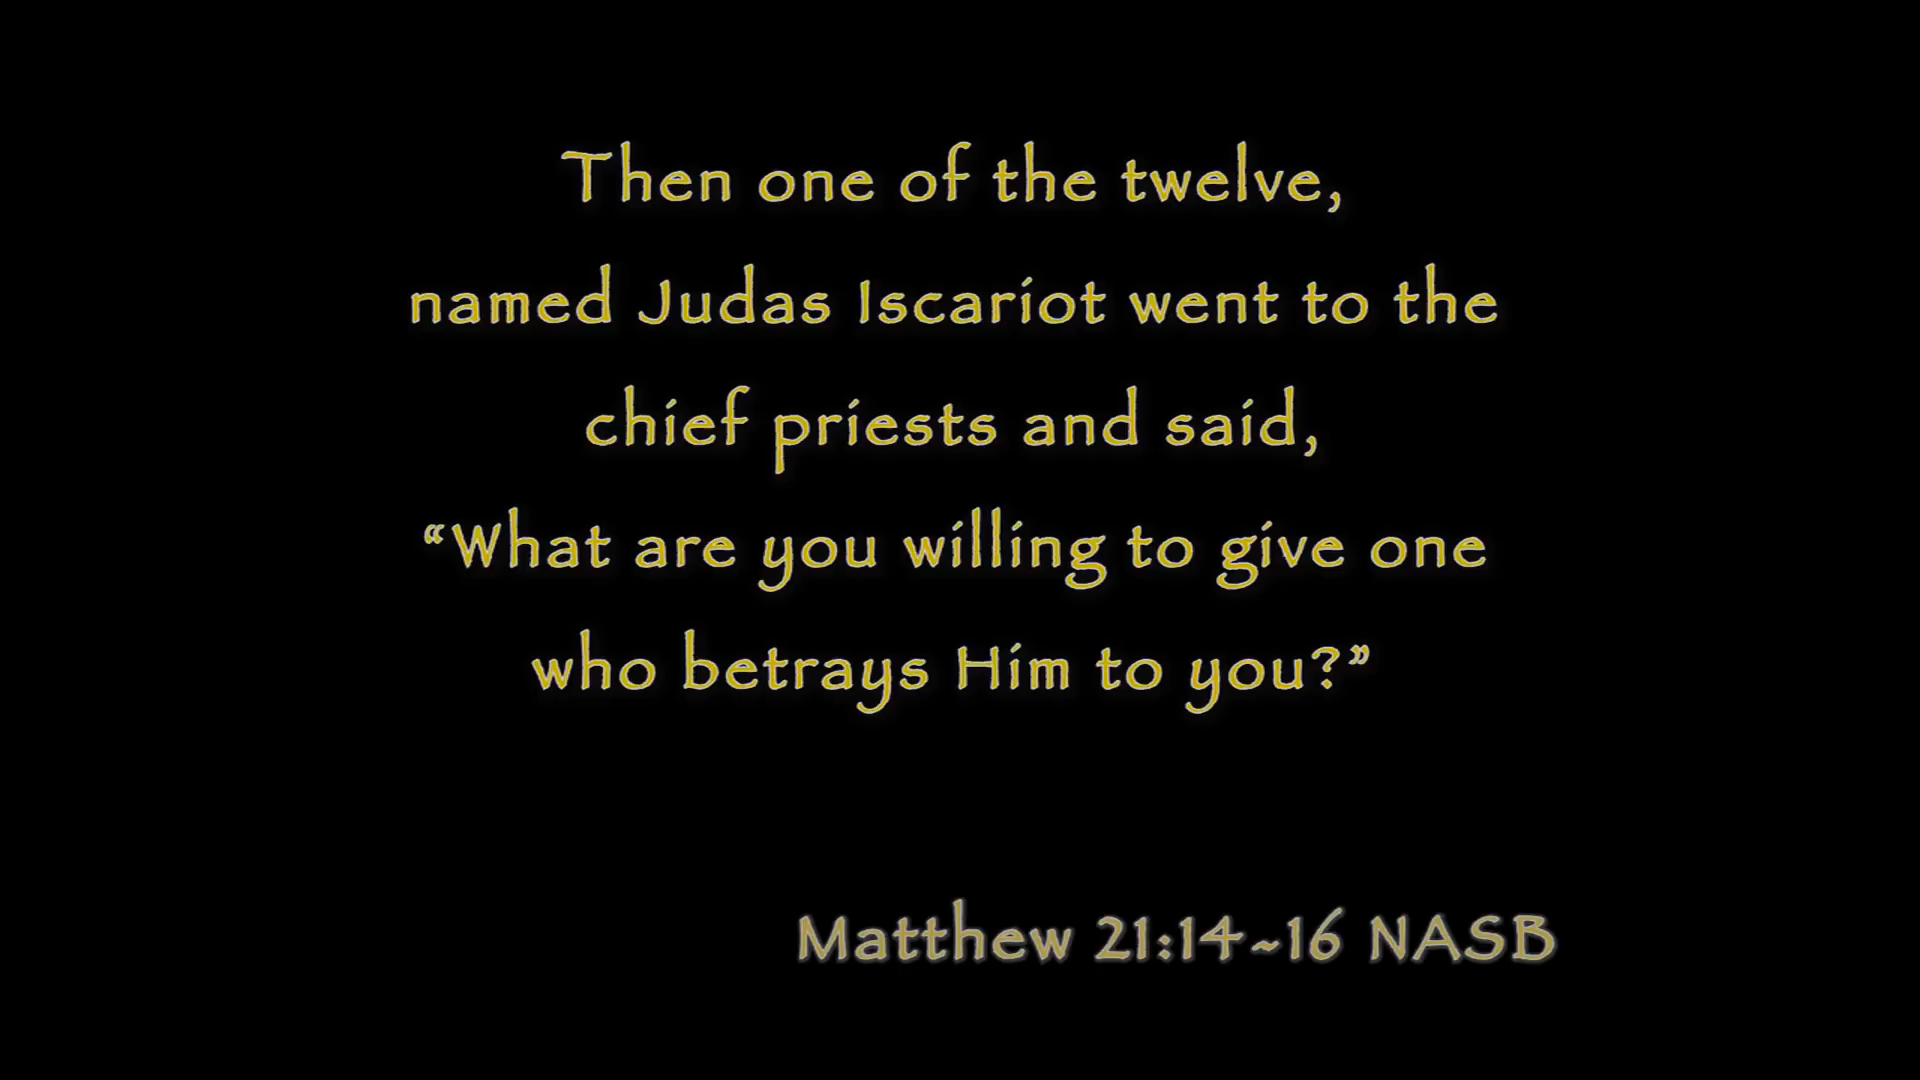 Then one of the twelve,
named Judas Iscariot went to the
chief priests and said,
“What are you willing to give one
who betrays Him to you?”
Matthew 21:14~16 NASB